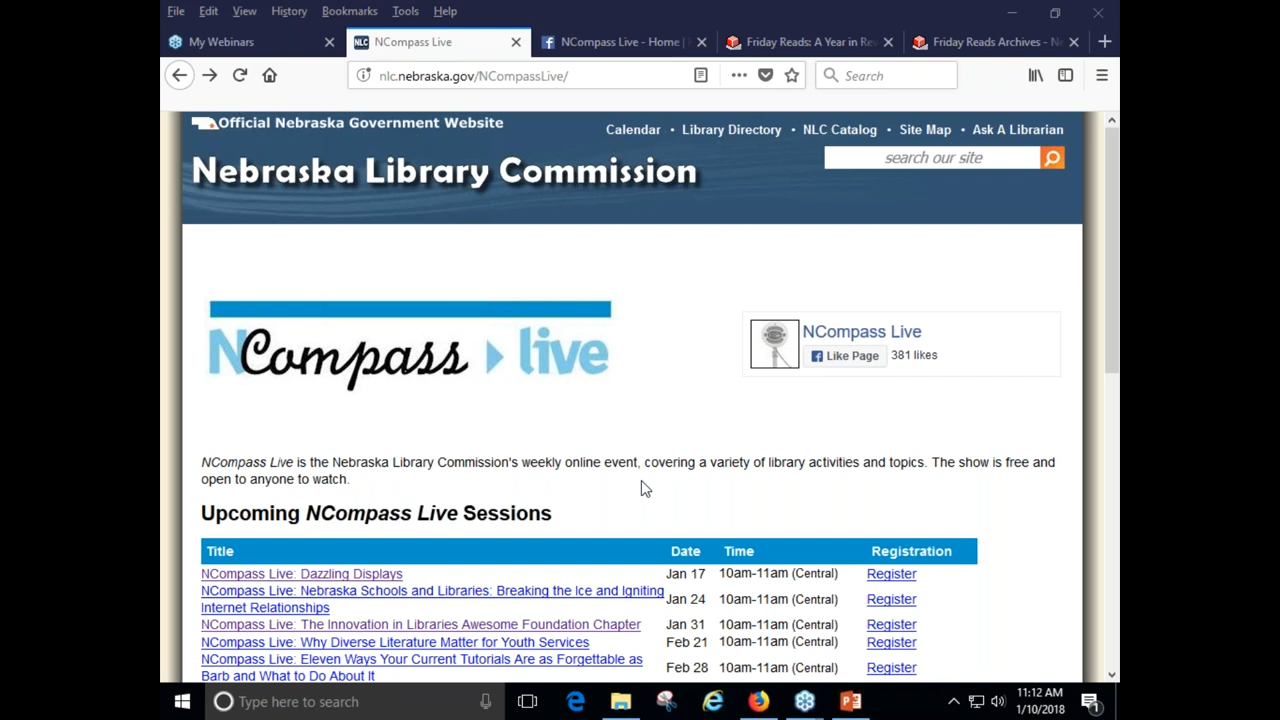 File Edit View History Bookmarks Tools Help
My Webinars
NLC NCompass Live
NCompass Live - Home |
Friday Reads: A Year in Rev
Friday Reads Archives - Ne
nlc.nebraska.gov/NCompassLive/
Search
Official Nebraska Government Website
Calendar • Library Directory • NLC Catalog • Site Map • Ask A Librarian
Nebraska Library Commission
search our site
NCompass live
NCompass Live
Like Page 381 likes
NCompass Live is the Nebraska Library Commission's weekly online event, covering a variety of library activities and topics. The show is free and
open to anyone to watch.
Upcoming NCompass Live Sessions
Title Date Time Registration
NCompass Live: Dazzling Displays Jan 17 10am-11am (Central) Register
NCompass Live: Nebraska Schools and Libraries: Breaking the Ice and Igniting
Internet Relationships Jan 24 10am-11am (Central) Register
NCompass Live: The Innovation in Libraries Awesome Foundation Chapter Jan 31 10am-11am (Central) Register
NCompass Live: Why Diverse Literature Matter for Youth Services Feb 21 10am-11am (Central) Register
NCompass Live: Eleven Ways Your Current Tutorials Are as Forgettable as
Barb and What to Do About It Feb 28 10am-11am (Central) Register
Type here to search
11:12 AM
1/10/2018
1